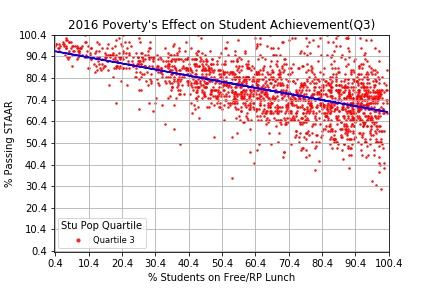 2016 Poverty's Effect on Student Achievement(Q3)
100.4
90.4
80.4
70.4
60.4
50.4
40.4
30.4
20.4
10.4
0.4
% Passing STAAR
Stu Pop Quartile
Quartile 3
0.4 10.4 20.4 30.4 40.4 50.4 60.4 70.4 80.4 90.4 100.4
% Students on Free/RP Lunch